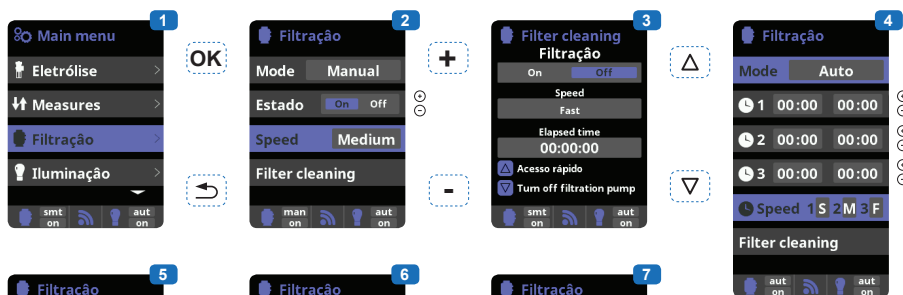 1
Main menu
Eletrólise
Measures
Filtração
Iluminação
smt
on
aut
on
OK
2
Filtração
Mode Manual
Estado On Off
Speed Medium
Filter cleaning
man
on
aut
on
+
-
3
Filter cleaning
Filtração
On Off
Speed
Fast
Elapsed time
00:00:00
Acesso rápido
Turn off filtration pump
smt
on
aut
on
4
Filtração
Mode Auto
1 00:00 00:00
2 00:00 00:00
3 00:00 00:00
Speed 1 S 2 M 3 F
Filter cleaning
aut
on
aut
on
5
Filtração
6
Filtração
7
Filtração